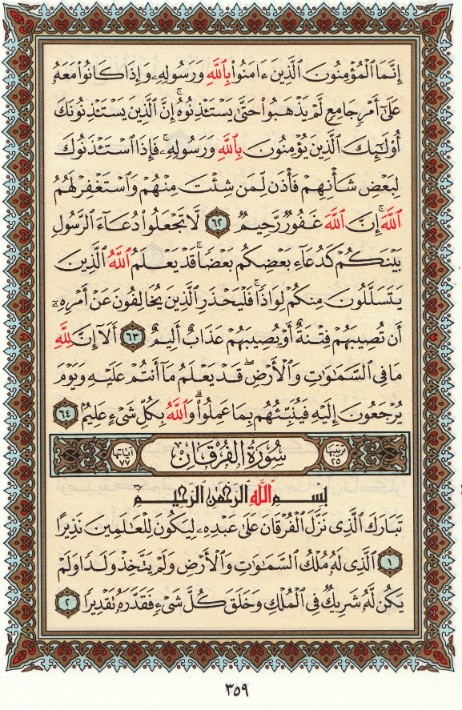 إِنَّمَا ٱلْمُؤْمِنُونَ ٱلَّذِينَ ءَامَنُوا۟ بِٱللَّهِ وَرَسُولِهِۦ وَإِذَا كَانُوا۟ مَعَهُۥ
عَلَىٰٓ أَمْرٍ جَامِعٍ لَّمْ يَذْهَبُوا۟ حَتَّىٰ يَسْتَـْٔذِنُوهُ ۚ إِنَّ ٱلَّذِينَ يَسْتَـْٔذِنُونَكَ
أُو۟لَـٰٓئِكَ ٱلَّذِينَ يُؤْمِنُونَ بِٱللَّهِ وَرَسُولِهِۦ ۚ فَإِذَا ٱسْتَـْٔذَنُوكَ
لِبَعْضِ شَأْنِهِمْ فَأْذَن لِّمَن شِئْتَ مِنْهُمْ وَٱسْتَغْفِرْ لَهُمُ
ٱللَّهَ ۚ إِنَّ ٱللَّهَ غَفُورٌ رَّحِيمٌ ٦٢ لَّا تَجْعَلُوا۟ دُعَآءَ ٱلرَّسُولِ
بَيْنَكُمْ كَدُعَآءِ بَعْضِكُم بَعْضًا ۚ قَدْ يَعْلَمُ ٱللَّهُ ٱلَّذِينَ
يَتَسَلَّلُونَ مِنكُمْ لِوَاذًا ۚ فَلْيَحْذَرِ ٱلَّذِينَ يُخَالِفُونَ عَنْ أَمْرِهِۦٓ
أَن تُصِيبَهُمْ فِتْنَةٌ أَوْ يُصِيبَهُمْ عَذَابٌ أَلِيمٌ ٦٣ أَلَآ إِنَّ لِلَّهِ
مَا فِى ٱلسَّمَـٰوَٰتِ وَٱلْأَرْضِ ۖ قَدْ يَعْلَمُ مَآ أَنتُمْ عَلَيْهِ وَيَوْمَ
يُرْجَعُونَ إِلَيْهِ فَيُنَبِّئُهُم بِمَا عَمِلُوا۟ ۗ وَٱللَّهُ بِكُلِّ شَىْءٍ عَلِيمٌۢ ٦٤
ترتيبها ٢٥ سُورَةُ ٱلْفُرْقَانِ آياتها ٧٧
بِسْمِ ٱللَّهِ ٱلرَّحْمَـٰنِ ٱلرَّحِيمِ
تَبَارَكَ ٱلَّذِى نَزَّلَ ٱلْفُرْقَانَ عَلَىٰ عَبْدِهِۦ لِيَكُونَ لِلْعَـٰلَمِينَ نَذِيرًا
١ ٱلَّذِى لَهُۥ مُلْكُ ٱلسَّمَـٰوَٰتِ وَٱلْأَرْضِ وَلَمْ يَتَّخِذْ وَلَدًا وَلَمْ
يَكُن لَّهُۥ شَرِيكٌ فِى ٱلْمُلْكِ وَخَلَقَ كُلَّ شَىْءٍ فَقَدَّرَهُۥ تَقْدِيرًا ٢
٣٥٩